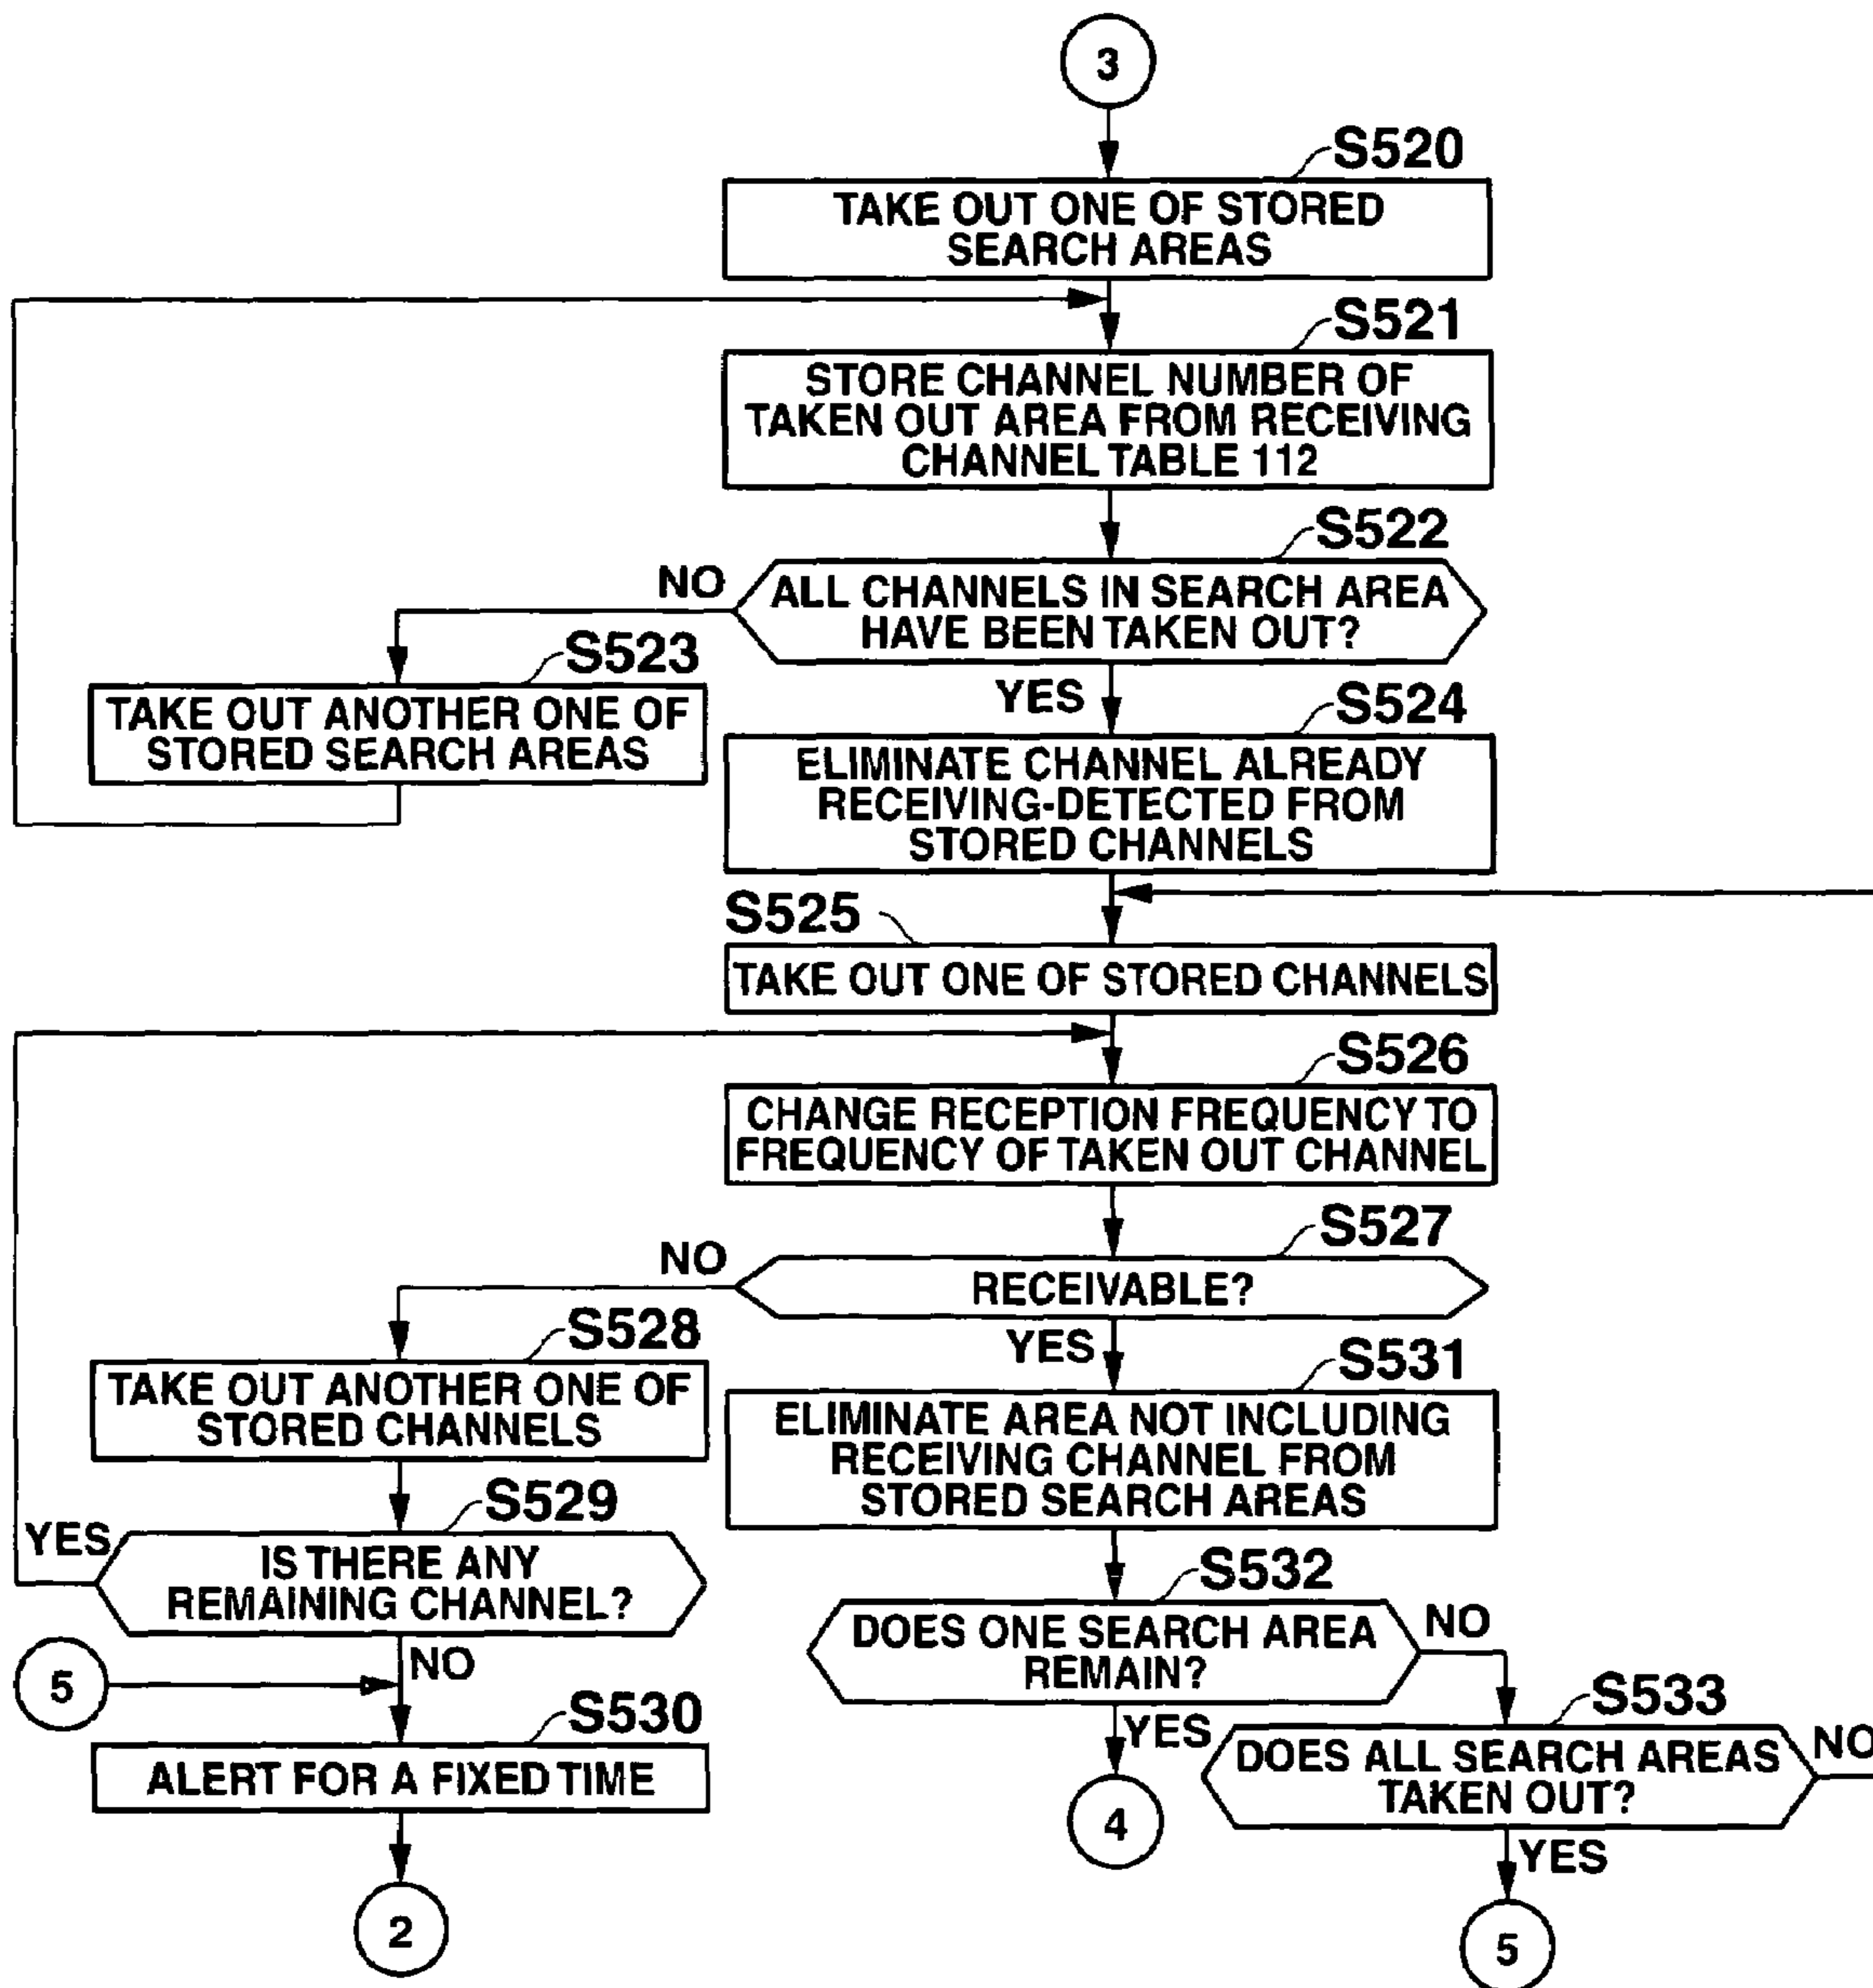 3
S520
TAKE OUT ONE OF STORED
SEARCH AREAS
S521
STORE CHANNEL NUMBER OF
TAKEN OUT AREA FROM RECEIVING
CHANNEL TABLE 112
S522
NO
ALL CHANNELS IN SEARCH AREA
HAVE BEEN TAKEN OUT?
S523
TAKE OUT ANOTHER ONE OF
STORED SEARCH AREAS
YES
S524
ELIMINATE CHANNEL ALREADY
RECEIVING-DETECTED FROM
STORED CHANNELS
S525
TAKE OUT ONE OF STORED CHANNELS
S526
CHANGE RECEPTION FREQUENCY TO
FREQUENCY OF TAKEN OUT CHANNEL
S527
NO
RECEIVABLE?
S528
TAKE OUT ANOTHER ONE OF
STORED CHANNELS
YES
S531
ELIMINATE AREA NOT INCLUDING
RECEIVING CHANNEL FROM
STORED SEARCH AREAS
S529
YES
IS THERE ANY
REMAINING CHANNEL?
S532
DOES ONE SEARCH AREA
REMAIN?
NO
5
NO
S530
ALERT FOR A FIXED TIME
YES
S533
DOES ALL SEARCH AREAS
TAKEN OUT?
NO
4
YES
2
5